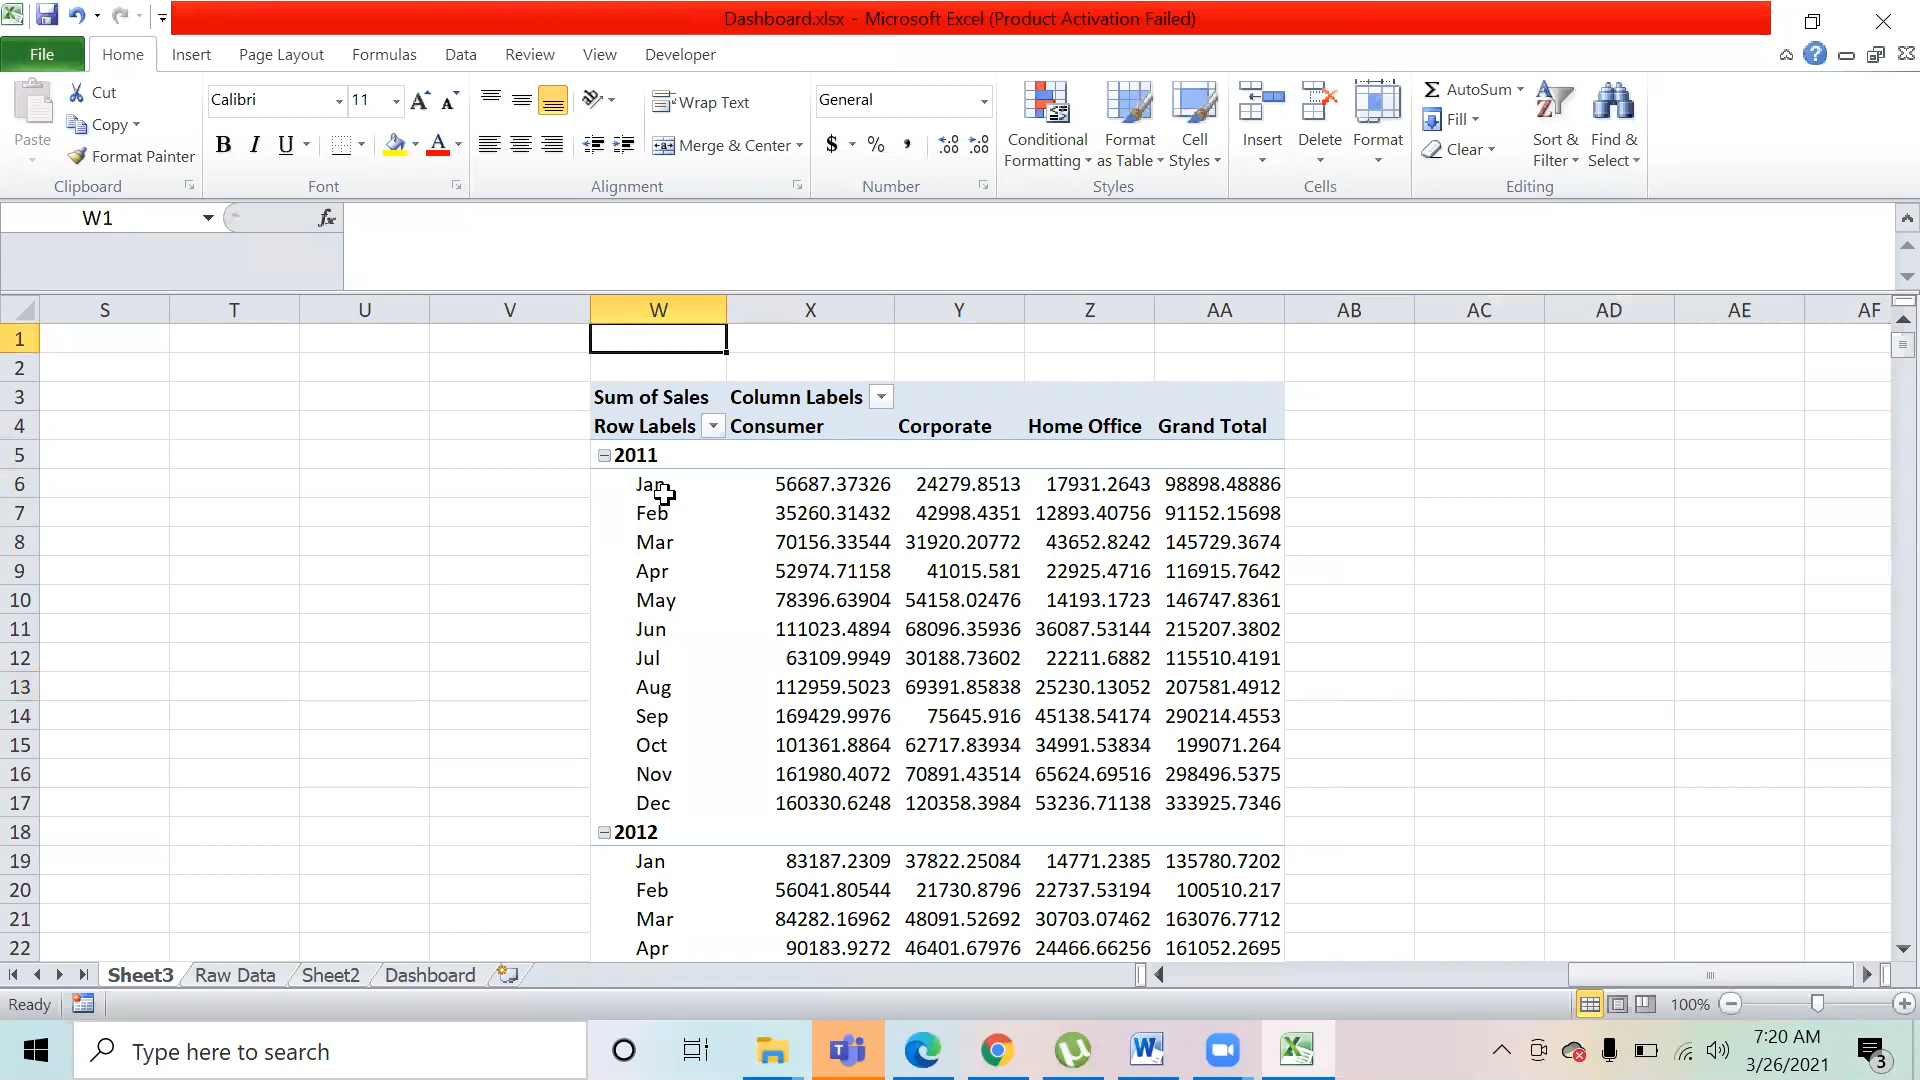 Dashboard.xlsx - Microsoft Excel (Product Activation Failed)
File Home Insert Page Layout Formulas Data Review View Developer
Paste
Cut
Copy
Format Painter
Clipboard
Calibri 11
B I U A
Font
Wrap Text
Merge & Center
Alignment
General
$ % ,
Number
Conditional Formatting
Format as Table
Cell Styles
Styles
Insert
Delete
Format
Cells
AutoSum
Fill
Clear
Sort & Filter
Find & Select
Editing
W1 fx
S T U V W X Y Z AA AB AC AD AE AF
1
2
3 Sum of Sales Column Labels
4 Row Labels Consumer Corporate Home Office Grand Total
5 2011
6 Jan 56687.37326 24279.8513 17931.2643 98898.48886
7 Feb 35260.31432 42998.4351 12893.40756 91152.15698
8 Mar 70156.33544 31920.20772 43652.8242 145729.3674
9 Apr 52974.71158 41015.581 22925.4716 116915.7642
10 May 78396.63904 54158.02476 14193.1723 146747.8361
11 Jun 111023.4894 68096.35936 36087.53144 215207.3802
12 Jul 63109.9949 30188.73602 22211.6882 115510.4191
13 Aug 112959.5023 69391.85838 25230.13052 207581.4912
14 Sep 169429.9976 75645.916 45138.54174 290214.4553
15 Oct 101361.8864 62717.83934 34991.53834 199071.264
16 Nov 161980.4072 70891.43514 65624.69516 298496.5375
17 Dec 160330.6248 120358.3984 53236.71138 333925.7346
18 2012
19 Jan 83187.2309 37822.25084 14771.2385 135780.7202
20 Feb 56041.80544 21730.8796 22737.53194 100510.217
21 Mar 84282.16962 48091.52692 30703.07462 163076.7712
22 Apr 90183.9272 46401.67976 24466.66256 161052.2695
Sheet3 Raw Data Sheet2 Dashboard
Ready 100%
Type here to search
7:20 AM
3/26/2021
3